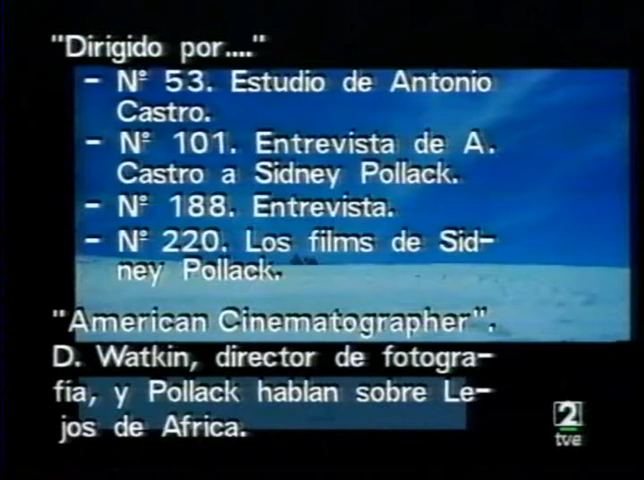 "Dirigido por...."
- Nº 53. Estudio de Antonio
Castro.
- Nº 101. Entrevista de A.
Castro a Sidney Pollack.
- Nº 188. Entrevista.
- Nº 220. Los films de Sid-
ney Pollack.
"American Cinematographer".
D. Watkin, director de fotogra-
fia, y Pollack hablan sobre Le-
jos de Africa.
2
tve